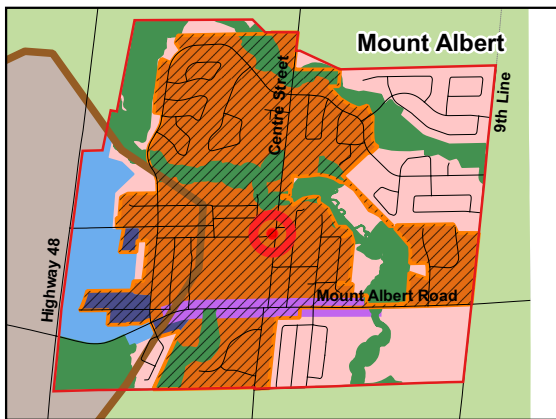 Mount Albert
Centre Street
9th Line
Highway 48
Mount Albert Road